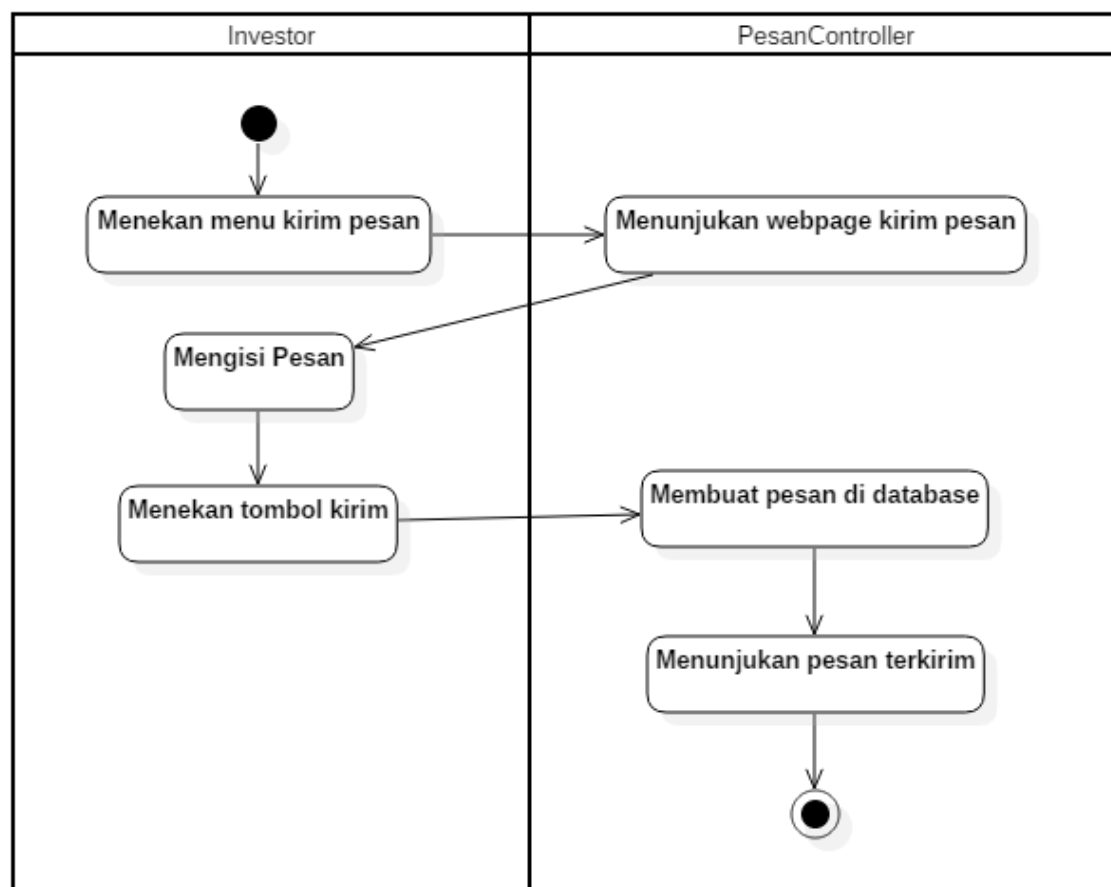 Investor
PesanController
Menekan menu kirim pesan
Menunjukan webpage kirim pesan
Mengisi Pesan
Menekan tombol kirim
Membuat pesan di database
Menunjukan pesan terkirim